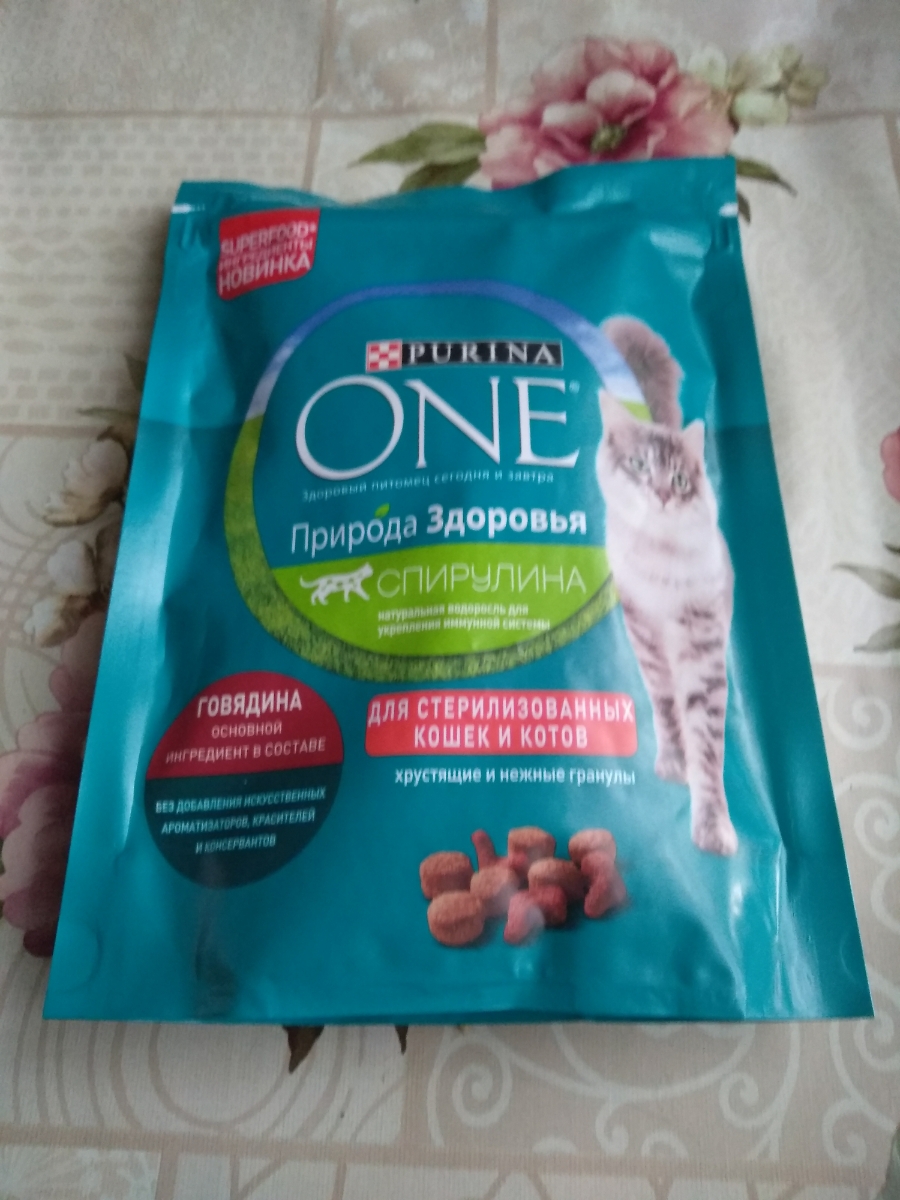 SUPERFOOD*
ИНГРЕДИЕНТЫ
НОВИНКА
PURINA
ONE®
Здоровый питомец сегодня и завтра
Природа Здоровья
СПИРУЛИНА
натуральная водоросль для
укрепления иммунной системы
ГОВЯДИНА
ОСНОВНОЙ
ИНГРЕДИЕНТ В СОСТАВЕ
БЕЗ ДОБАВЛЕНИЯ ИСКУССТВЕННЫХ
АРОМАТИЗАТОРОВ, КРАСИТЕЛЕЙ
И КОНСЕРВАНТОВ
ДЛЯ СТЕРИЛИЗОВАННЫХ
КОШЕК И КОТОВ
хрустящие и нежные гранулы